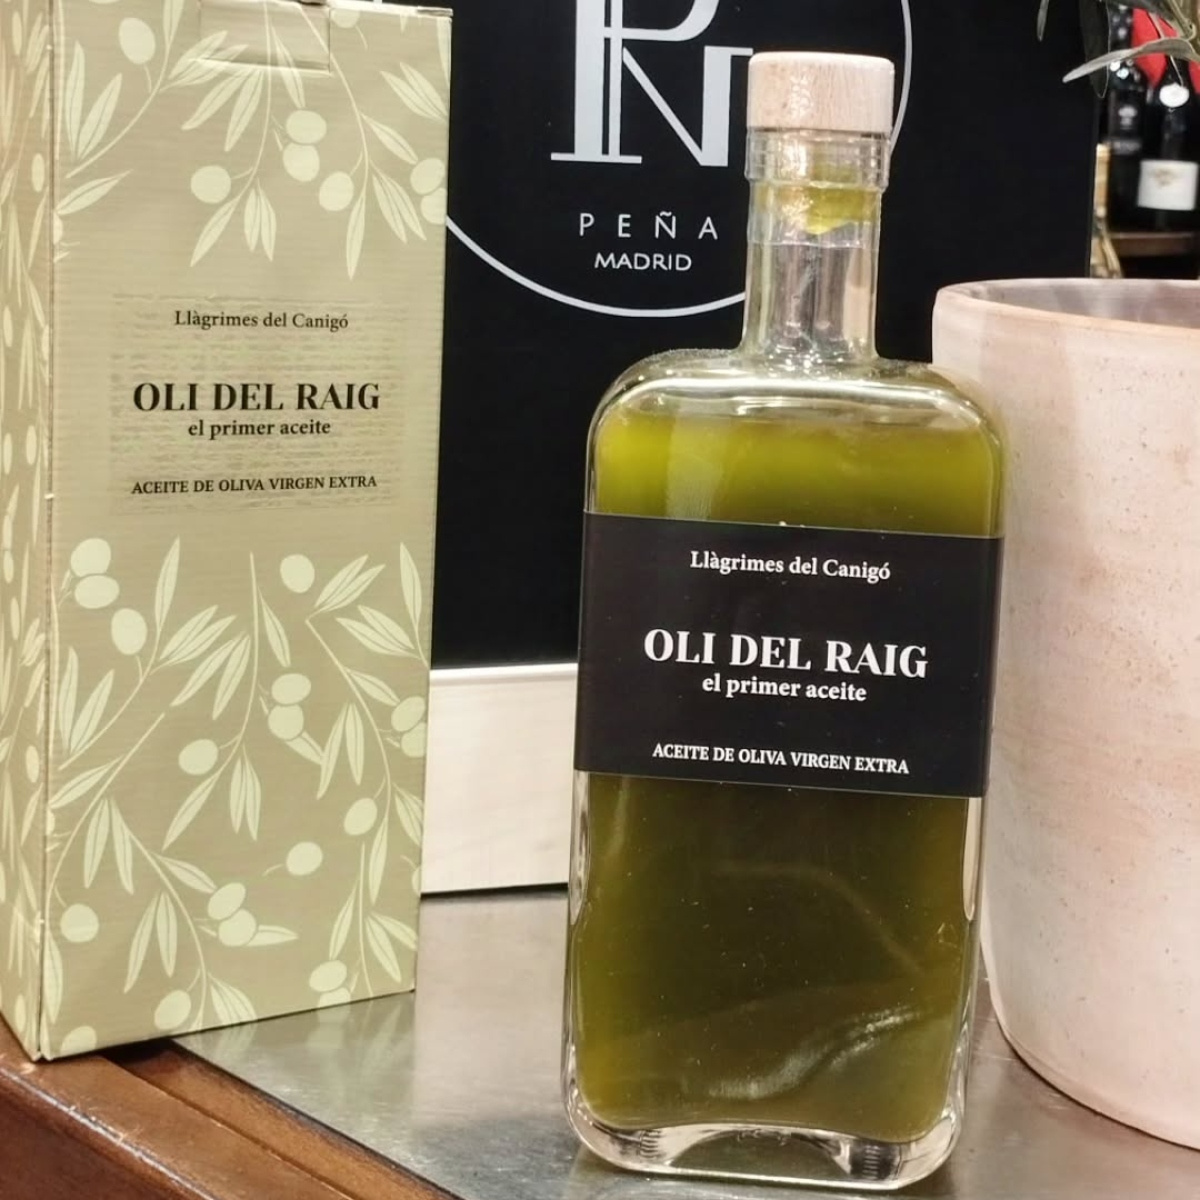 PN
PEÑA
MADRID
Llàgrimes del Canigó
OLI DEL RAIG
el primer aceite
ACEITE DE OLIVA VIRGEN EXTRA
Llàgrimes del Canigó
OLI DEL RAIG
el primer aceite
ACEITE DE OLIVA VIRGEN EXTRA